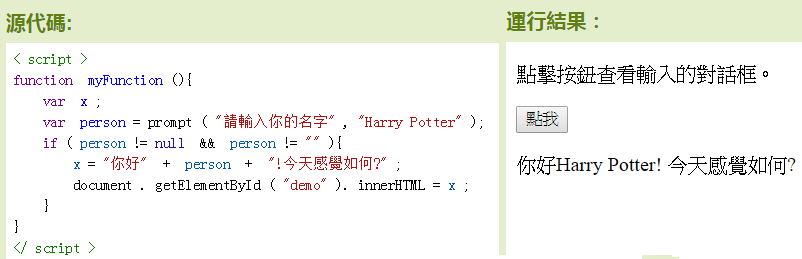 源代碼:
< script >
function myFunction (){
var x ;
var person = prompt ( "請輸入你的名字" , "Harry Potter" );
if ( person != null && person != "" ){
x = "你好" + person + "!今天感覺如何?" ;
document . getElementById ( "demo" ). innerHTML = x ;
}
}
</ script >
運行結果：
點擊按鈕查看輸入的對話框。
點我
你好Harry Potter! 今天感覺如何?